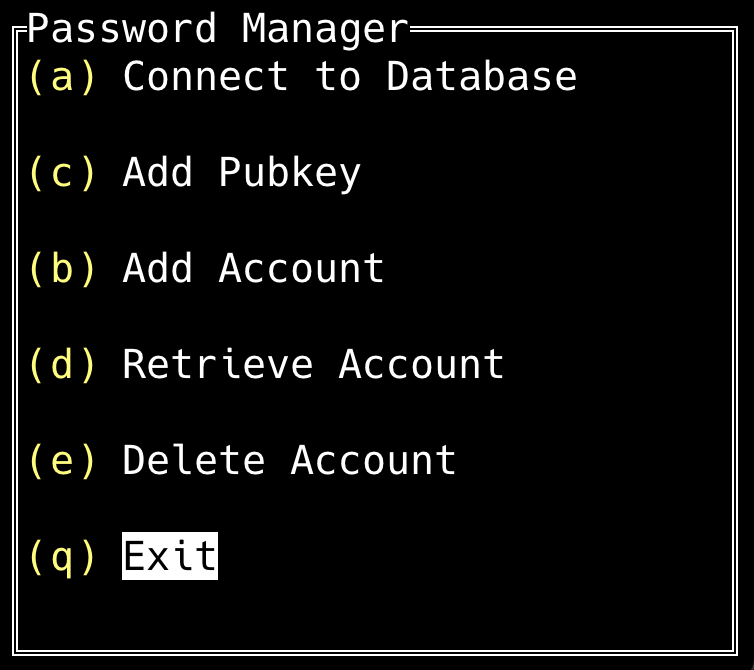 Password Manager
(a) Connect to Database
(c) Add Pubkey
(b) Add Account
(d) Retrieve Account
(e) Delete Account
(q) Exit